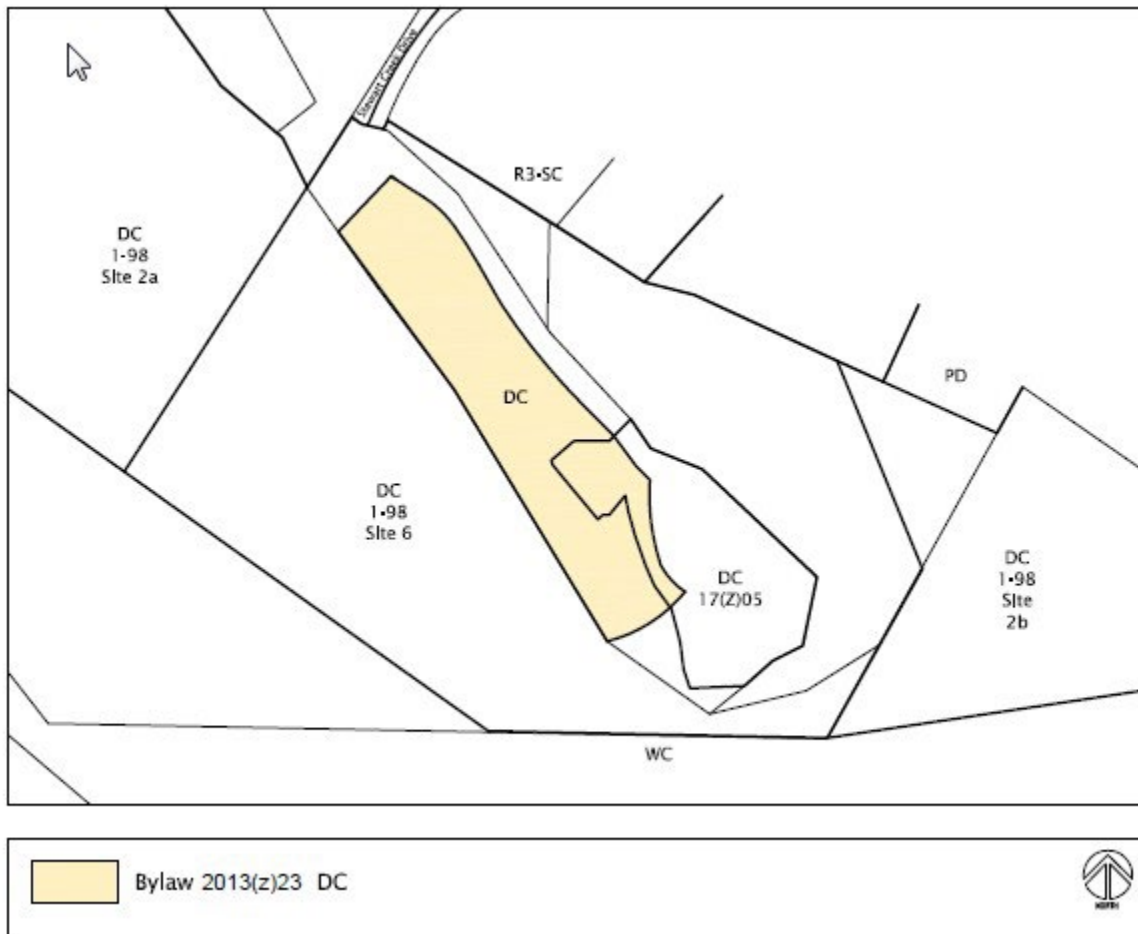 Stewart Creek Drive
R3-SC
DC
1-98
Site 2a
DC
PD
DC
1-98
Site 6
DC
17(Z)05
DC
1-98
Site
2b
WC
Bylaw 2013(z)23 DC
NORTH